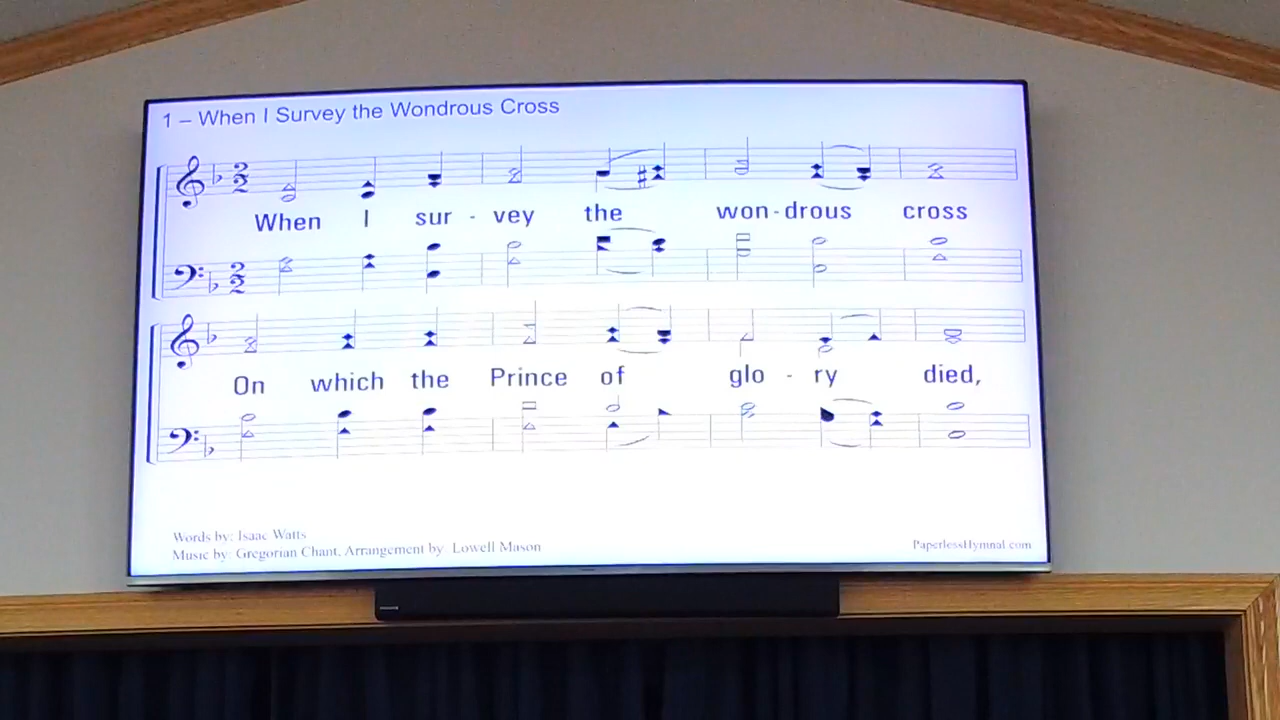 1 – When I Survey the Wondrous Cross
When I sur - vey the won - drous cross
On which the Prince of glo - ry died,
Words by: Isaac Watts
Music by: Gregorian Chant, Arrangement by: Lowell Mason
PaperlessHymnal.com